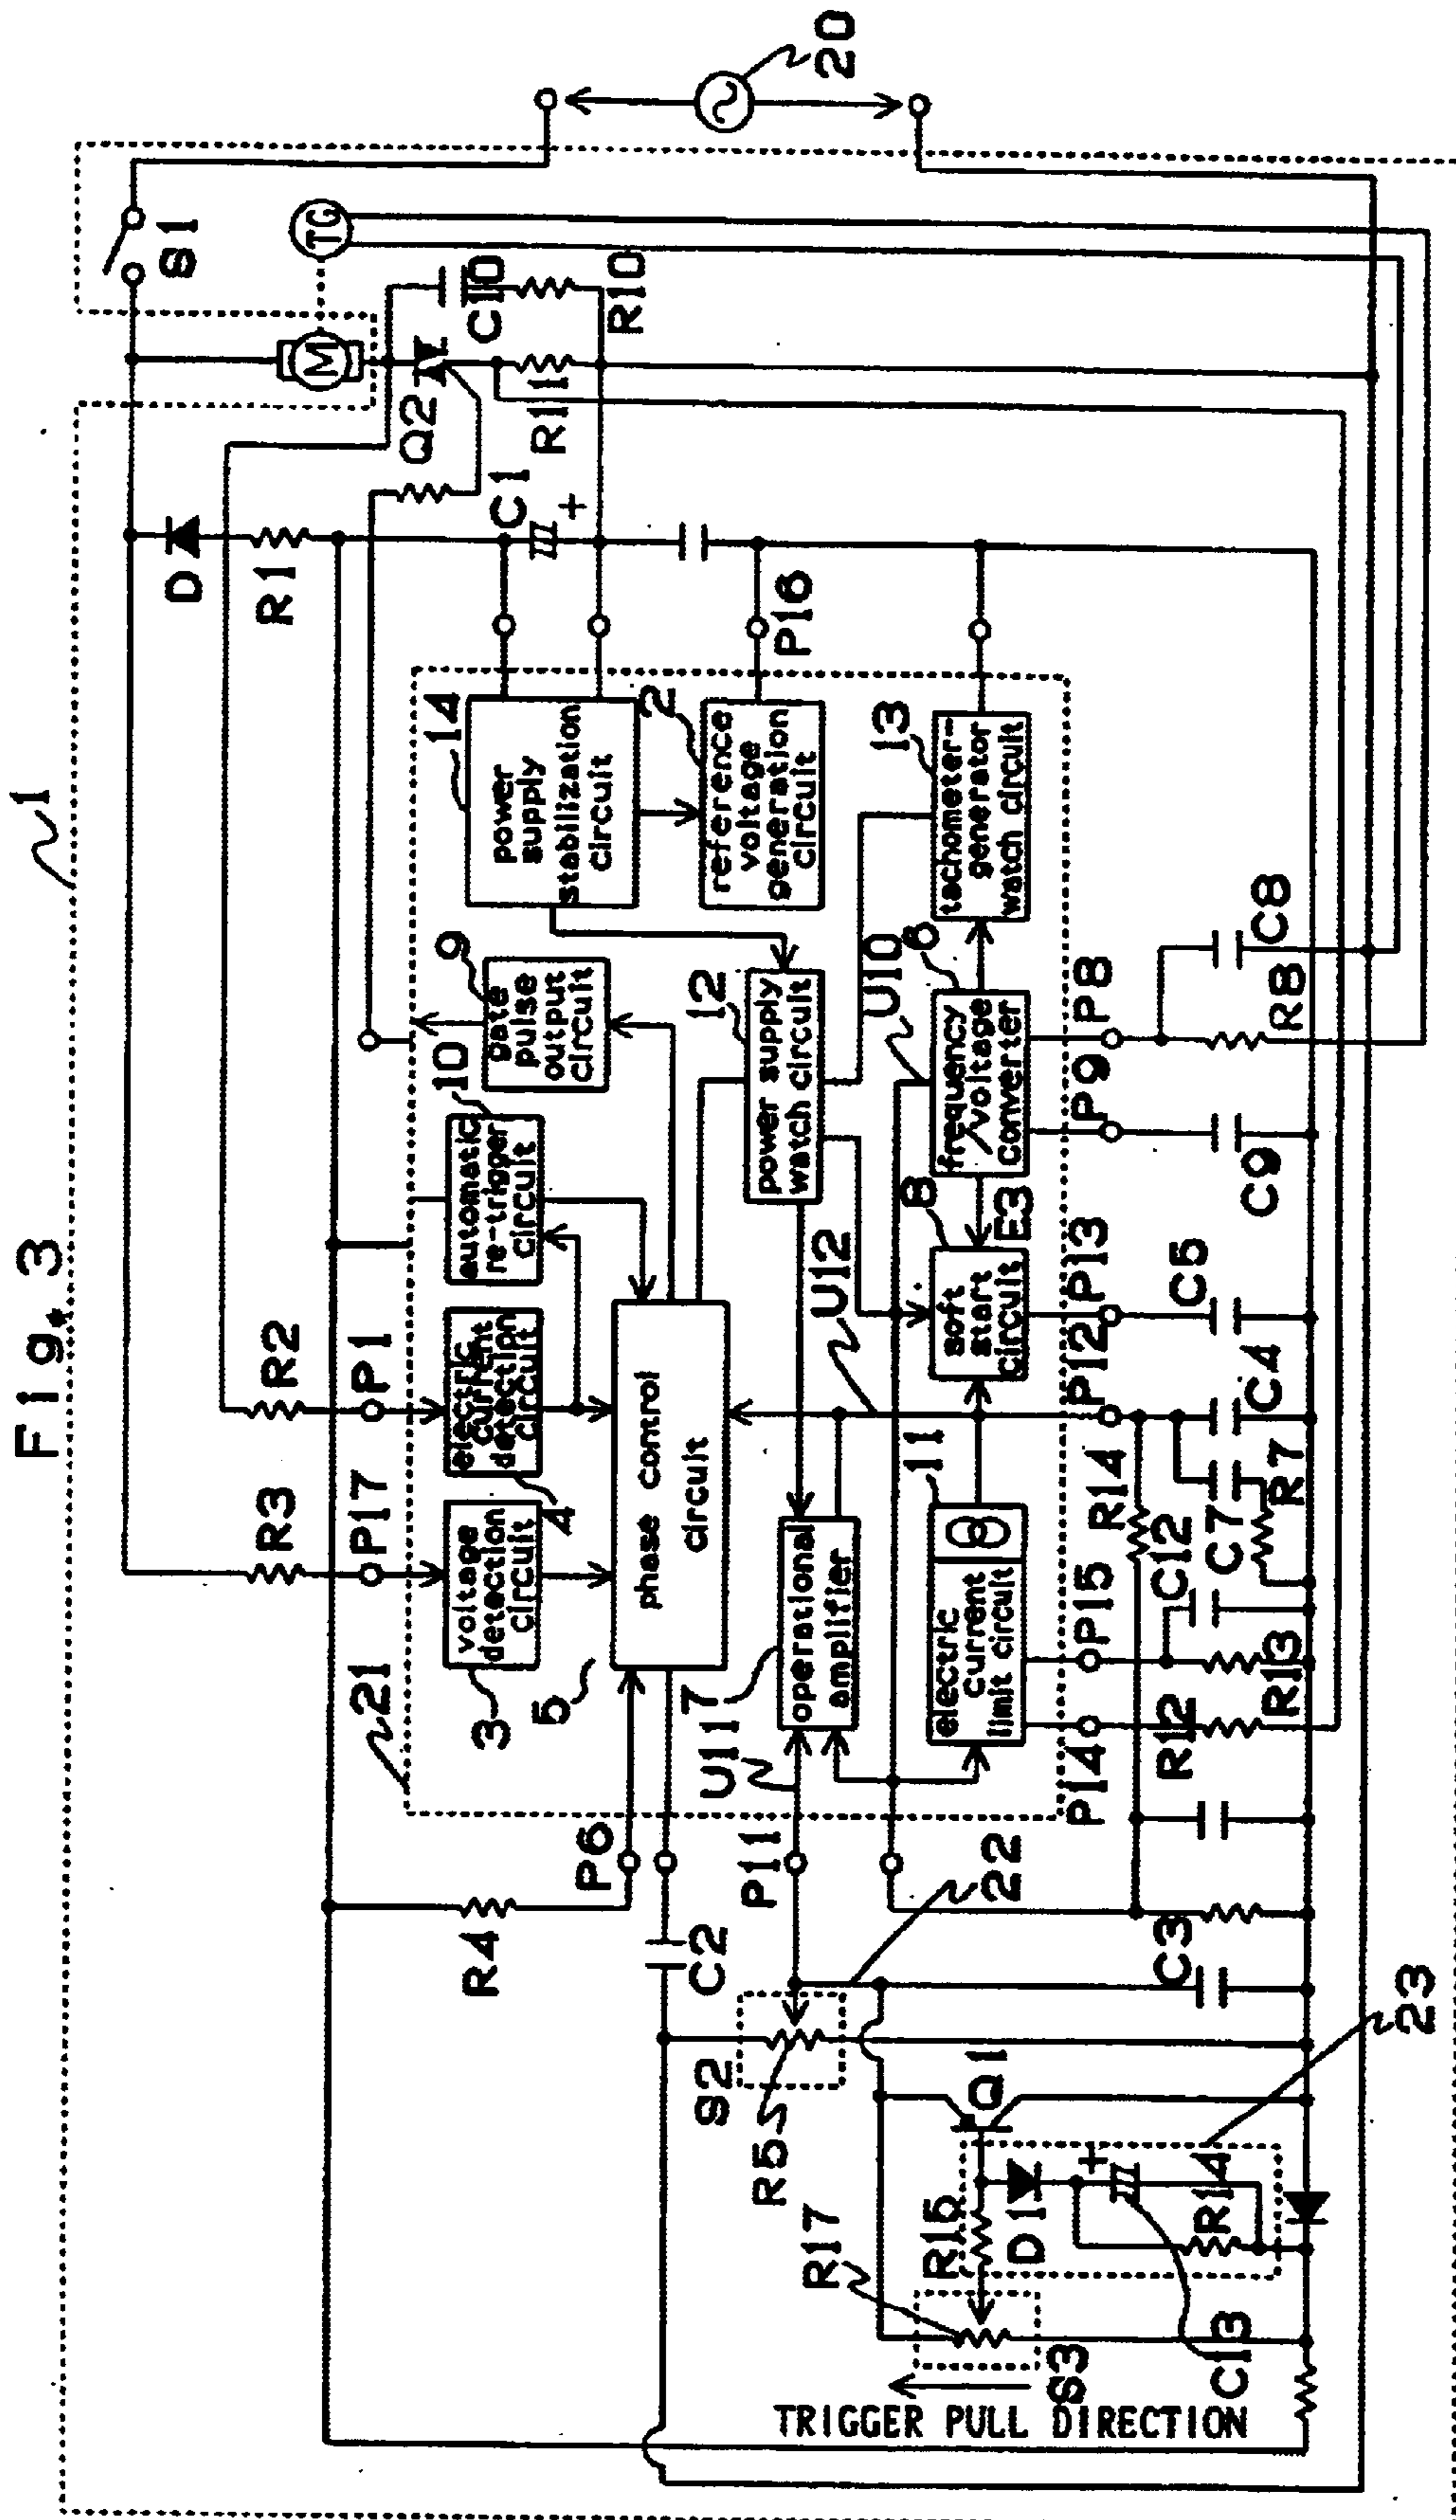 Fig. 3
1
20
S1
TG
M
C10
R10
Q2
R11
C1
+
D
R1
R2
R3
P1
P17
21
R4
P6
C2
voltage detection circuit
3
electric current detection circuit
4
automatic re-trigger circuit
10
gate pulse output circuit
9
power supply stabilization circuit
14
reference voltage generation circuit
2
P16
phase control circuit
5
power supply watch circuit
12
operational amplifier
7
U11
U12
U10
P11
electric current limit circuit
11
soft start circuit
8
E3
frequency /voltage converter
6
tachometer-generator watch circuit
13
P14
P15
P12
P13
P9
P8
R12
R13
C12
R14
C7
R7
C4
C5
C9
R8
C8
22
C3
23
S2
R5
Q1
R17
R15
D1
+
R14
C13
S3
TRIGGER PULL DIRECTION